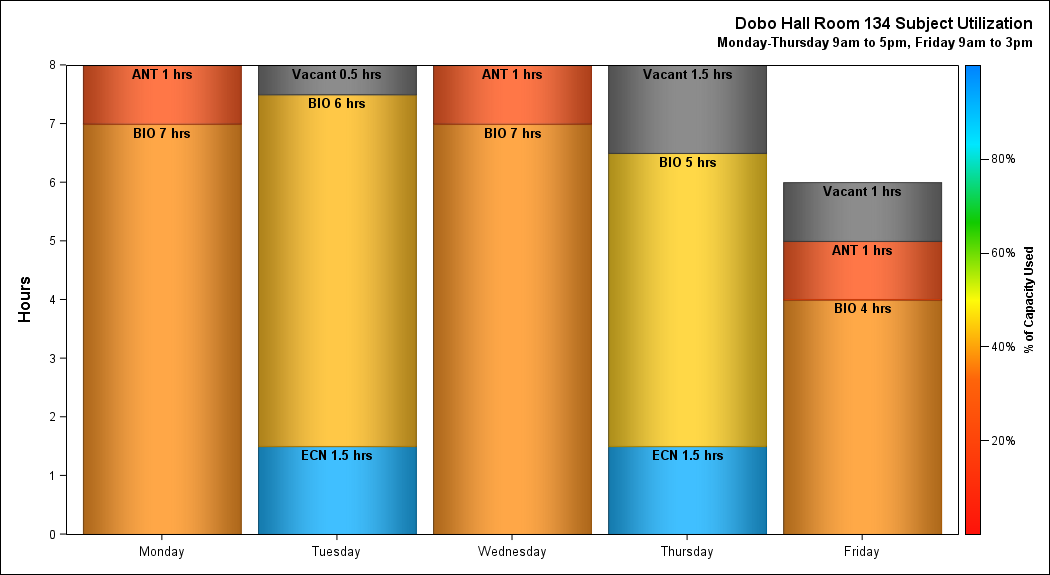 Dobo Hall Room 134 Subject Utilization
Monday-Thursday 9am to 5pm, Friday 9am to 3pm
Hours
8
7
6
5
4
3
2
1
0
ANT 1 hrs
BIO 7 hrs
Vacant 0.5 hrs
BIO 6 hrs
ECN 1.5 hrs
ANT 1 hrs
BIO 7 hrs
Vacant 1.5 hrs
BIO 5 hrs
ECN 1.5 hrs
Vacant 1 hrs
ANT 1 hrs
BIO 4 hrs
Monday
Tuesday
Wednesday
Thursday
Friday
80%
60%
40%
20%
% of Capacity Used